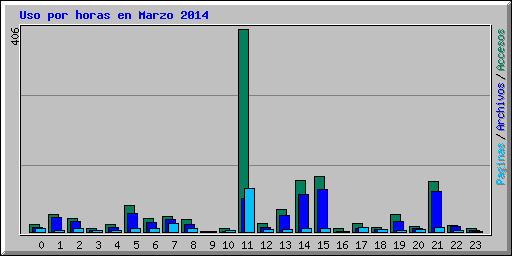 Uso por horas en Marzo 2014
406
Paginas / Archivos / Accesos
0 1 2 3 4 5 6 7 8 9 10 11 12 13 14 15 16 17 18 19 20 21 22 23